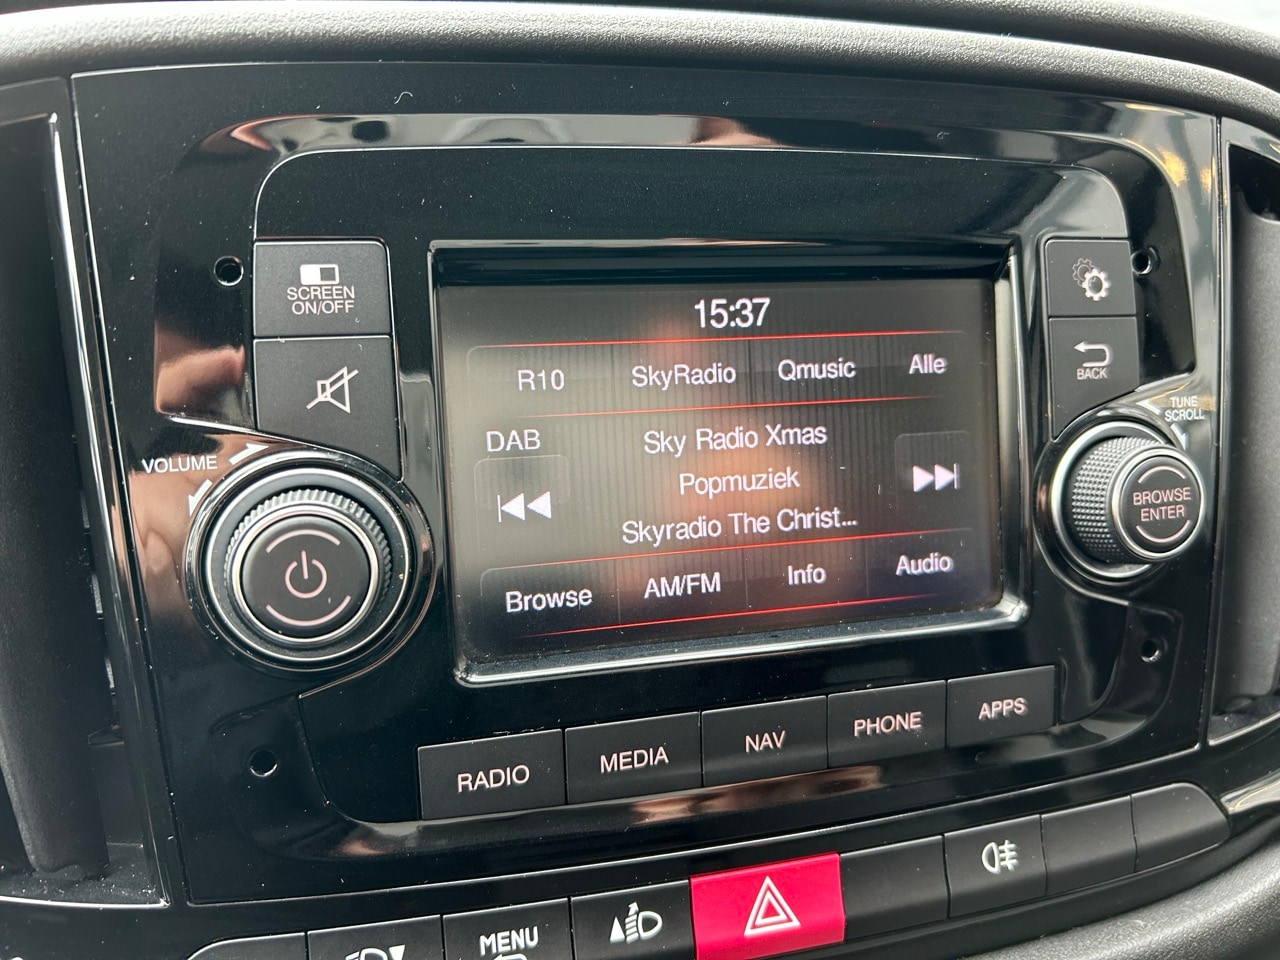 SCREEN
ON/OFF
15:37
R10 SkyRadio Qmusic Alle
DAB
Sky Radio Xmas
Popmuziek
Skyradio The Christ...
Browse AM/FM Info Audio
BACK
TUNE
SCROLL
VOLUME
BROWSE
ENTER
RADIO MEDIA NAV PHONE APPS
MENU